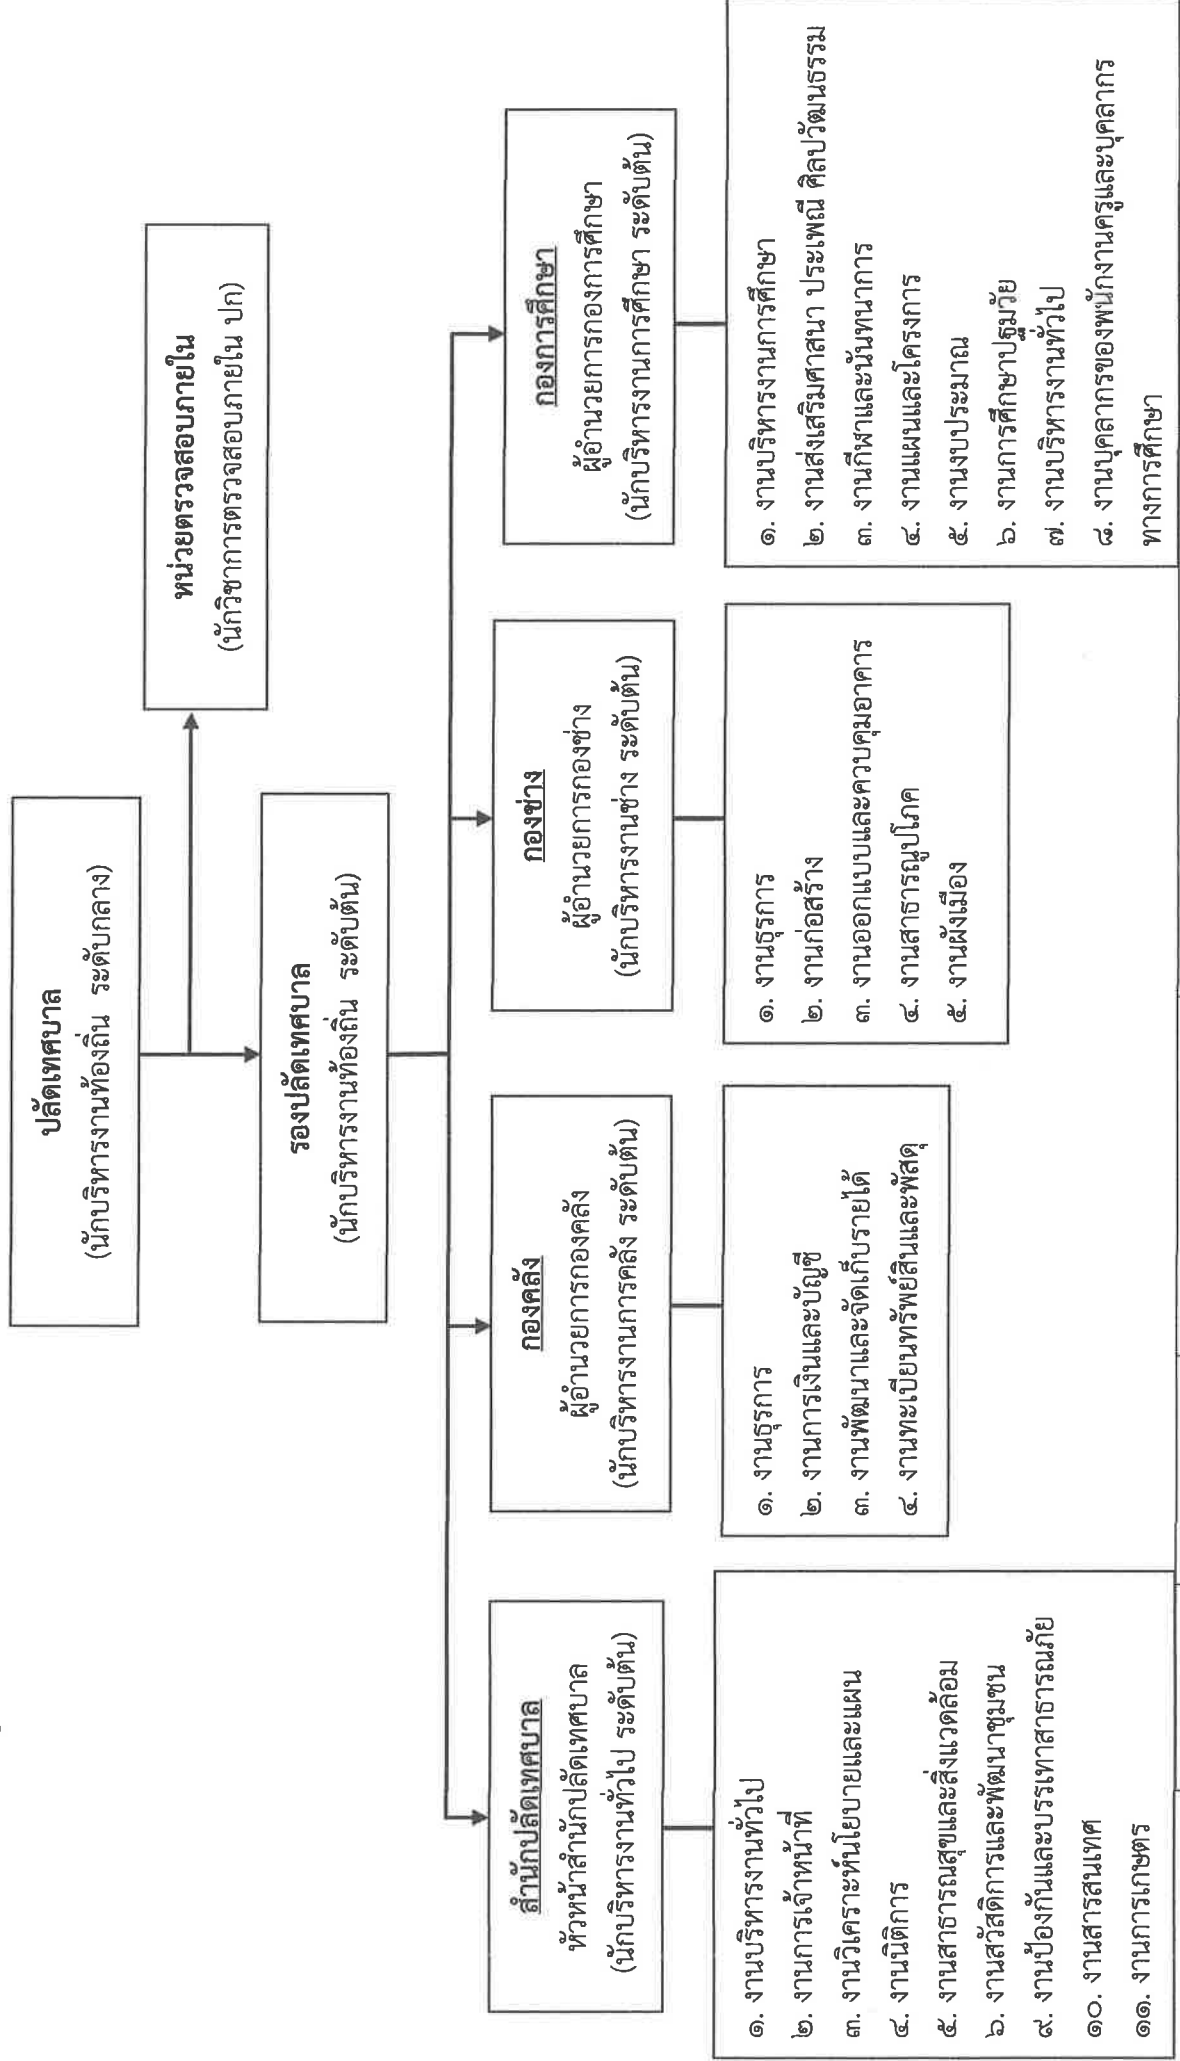 ปลัดเทศบาล
(นักบริหารงานท้องถิ่น ระดับกลาง)
หน่วยตรวจสอบภายใน
(นักวิชาการตรวจสอบภายใน ปก)
รองปลัดเทศบาล
(นักบริหารงานท้องถิ่น ระดับต้น)
สำนักปลัดเทศบาล
หัวหน้าสำนักปลัดเทศบาล
(นักบริหารงานทั่วไป ระดับต้น)
๑. งานบริหารงานทั่วไป
๒. งานการเจ้าหน้าที่
๓. งานวิเคราะห์นโยบายและแผน
๔. งานนิติการ
๕. งานสาธารณสุขและสิ่งแวดล้อม
๖. งานสวัสดิการและพัฒนาชุมชน
๙. งานป้องกันและบรรเทาสาธารณภัย
๑๐. งานสารสนเทศ
๑๑. งานการเกษตร
กองคลัง
ผู้อำนวยการกองคลัง
(นักบริหารงานการคลัง ระดับต้น)
๑. งานธุรการ
๒. งานการเงินและบัญชี
๓. งานพัฒนาและจัดเก็บรายได้
๔. งานทะเบียนทรัพย์สินและพัสดุ
กองช่าง
ผู้อำนวยการกองช่าง
(นักบริหารงานช่าง ระดับต้น)
๑. งานธุรการ
๒. งานก่อสร้าง
๓. งานออกแบบและควบคุมอาคาร
๔. งานสาธารณูปโภค
๕. งานผังเมือง
กองการศึกษา
ผู้อำนวยการกองการศึกษา
(นักบริหารงานการศึกษา ระดับต้น)
๑. งานบริหารงานการศึกษา
๒. งานส่งเสริมศาสนา ประเพณี ศิลปวัฒนธรรม
๓. งานกีฬาและนันทนาการ
๔. งานแผนและโครงการ
๕. งานงบประมาณ
๖. งานการศึกษาปฐมวัย
๗. งานบริหารงานทั่วไป
๘. งานบุคลากรของพนักงานครูและบุคลากร
ทางการศึกษา